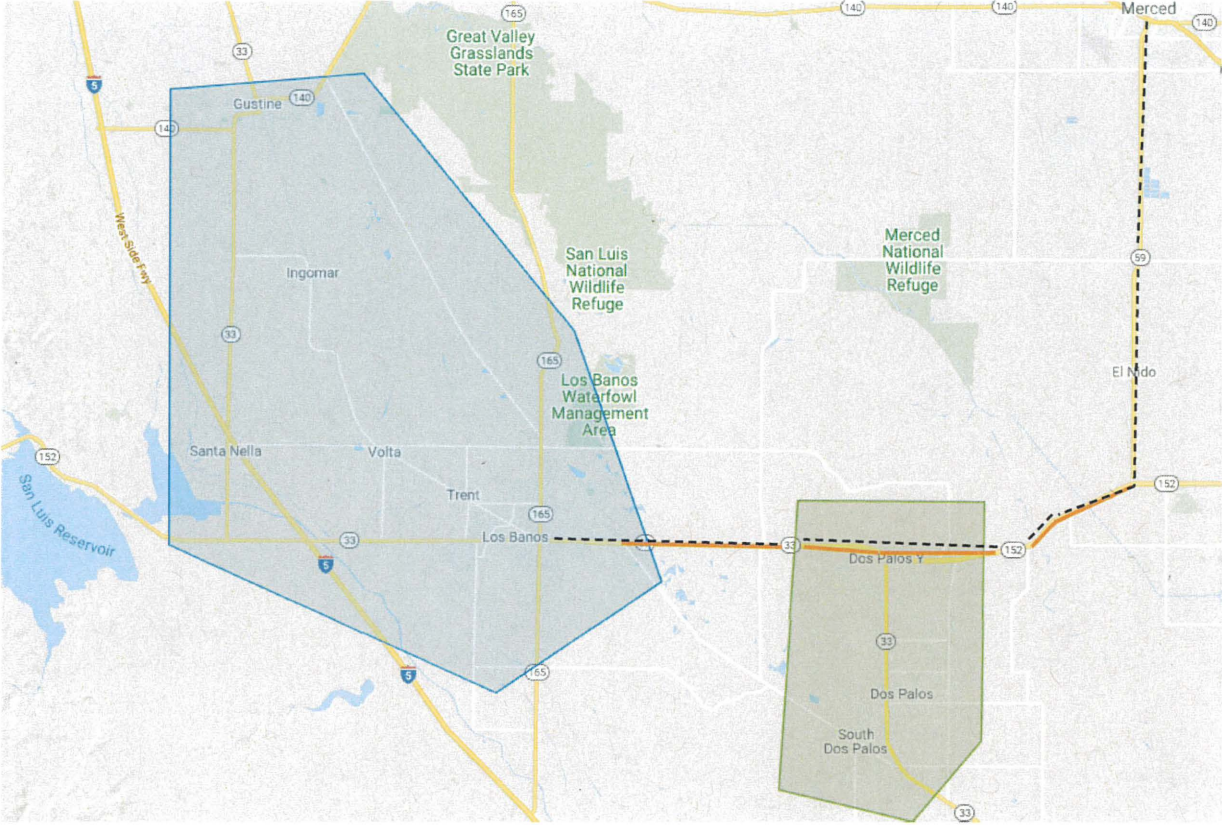 165
140
140
Merced
140
33
Great Valley
Grasslands
State Park
5
Gustine
140
140
West Side Fwy
Merced
National
Wildlife
Refuge
San Luis
National
Wildlife
Refuge
59
Ingomar
33
165
El Nido
Los Banos
Waterfowl
Management
Area
152
Santa Nella
Volta
San Luis Reservoir
Trent
152
165
33
Los Banos
33
152
5
Dos Palos Y
33
165
5
Dos Palos
South
Dos Palos
33